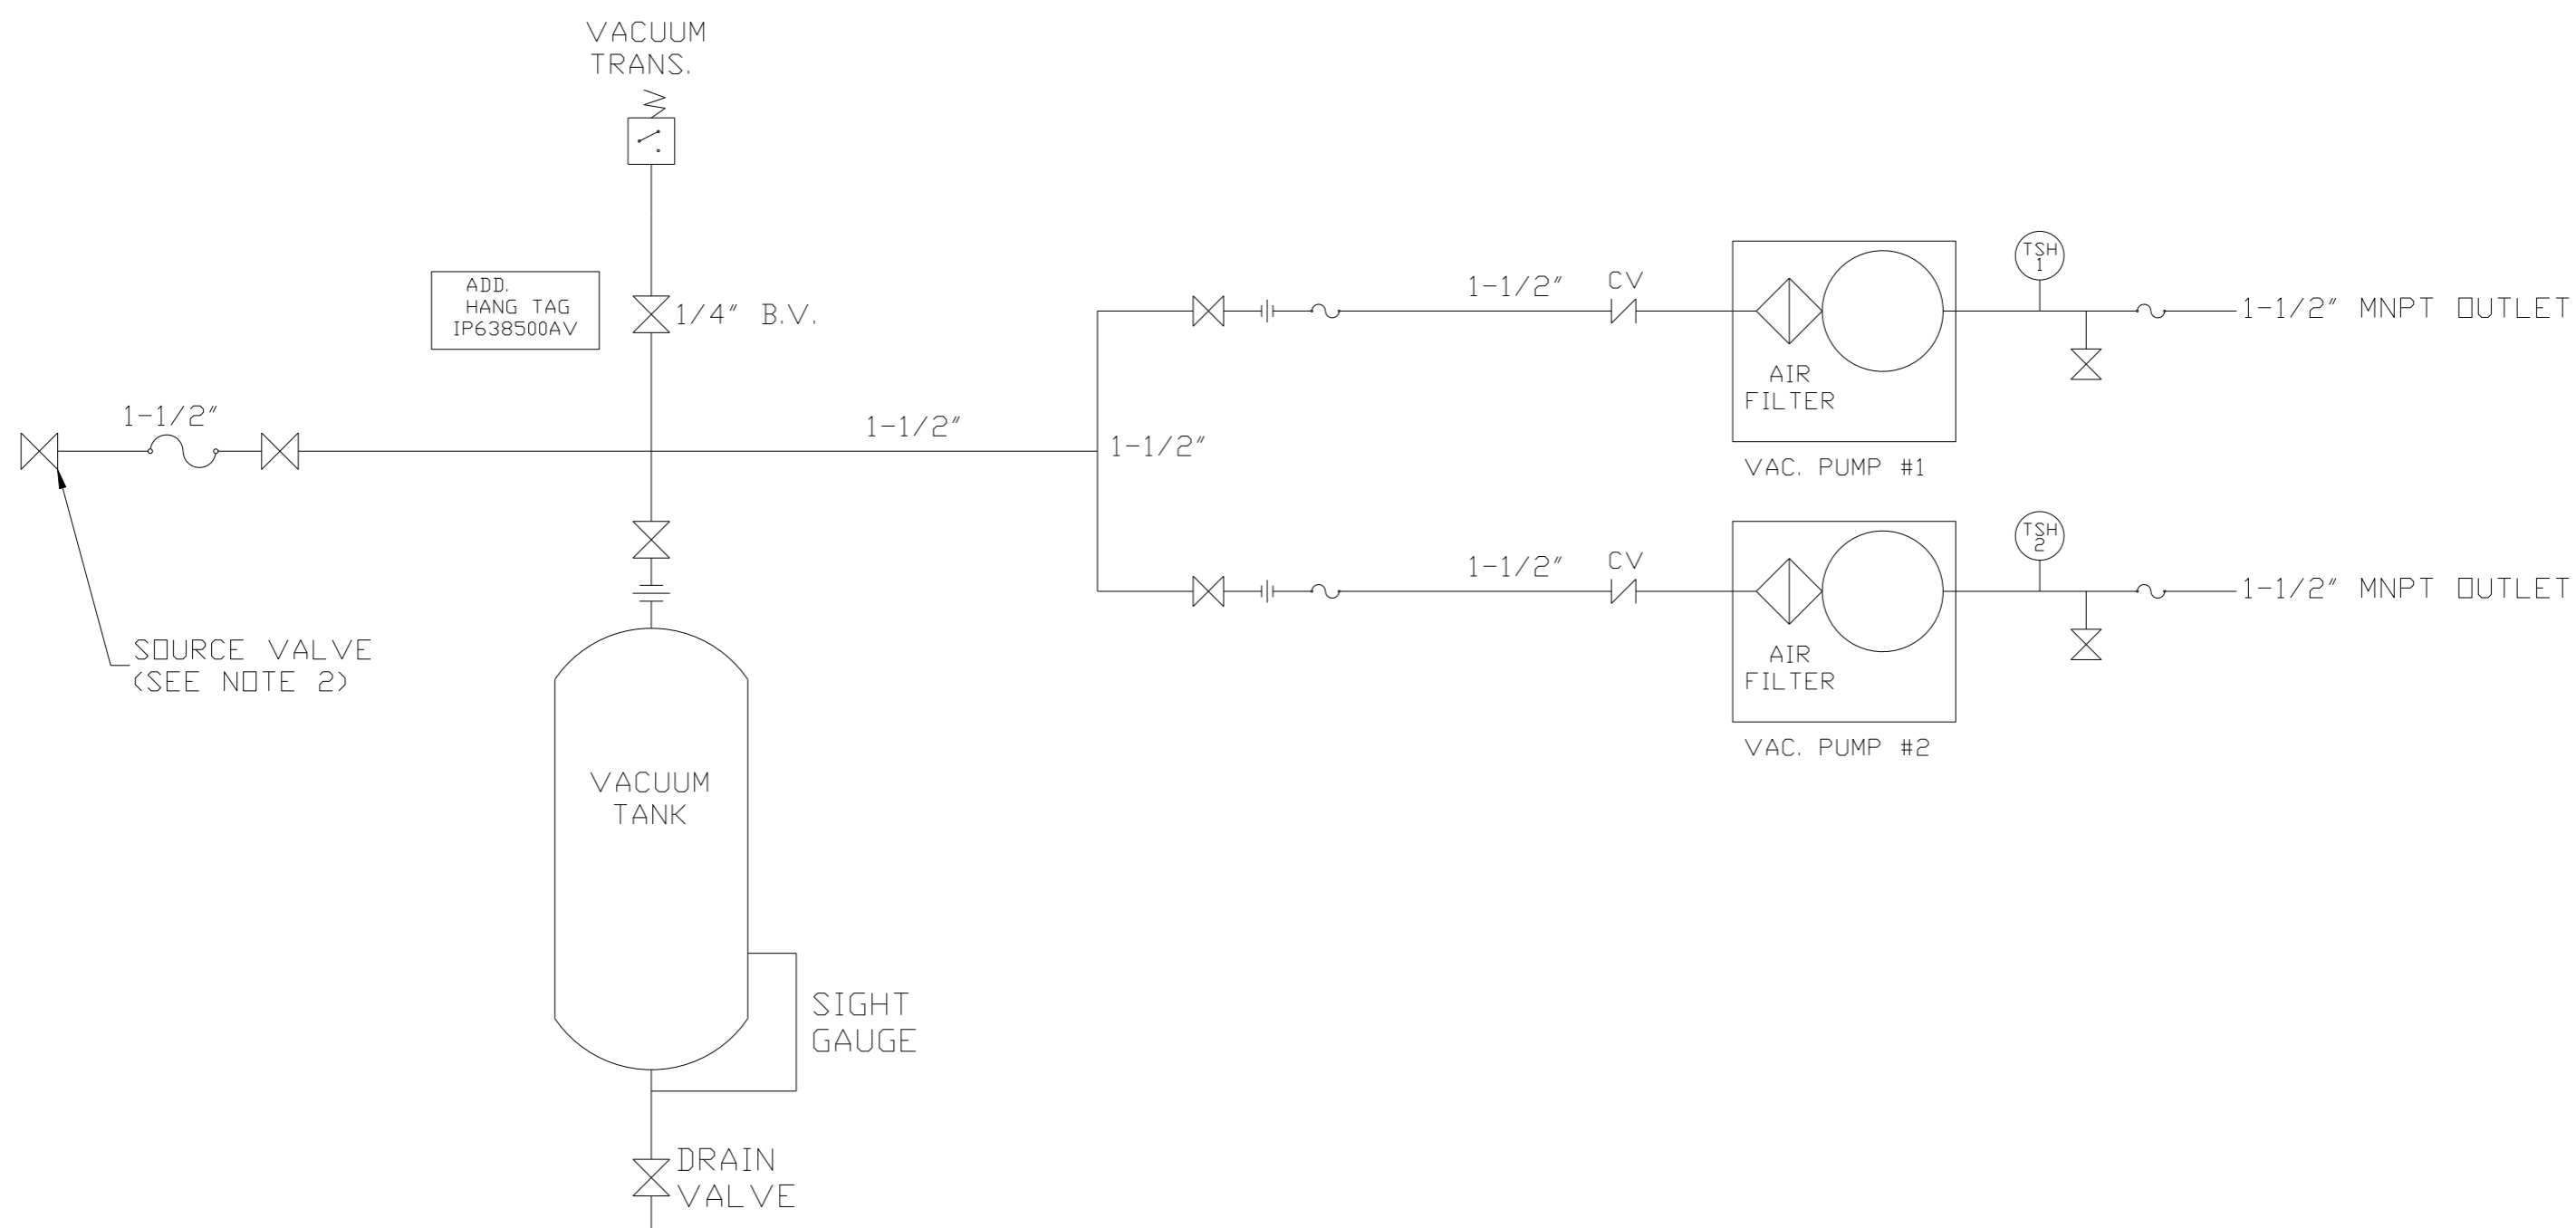 VACUUM
TRANS.
ADD.
HANG TAG
IP638500AV
1/4" B.V.
1-1/2"
1-1/2"
1-1/2"
SOURCE VALVE
(SEE NOTE 2)
1-1/2"
CV
AIR
FILTER
VAC. PUMP #1
TSH
1
1-1/2" MNPT OUTLET
1-1/2"
CV
AIR
FILTER
VAC. PUMP #2
TSH
2
1-1/2" MNPT OUTLET
VACUUM
TANK
SIGHT
GAUGE
DRAIN
VALVE